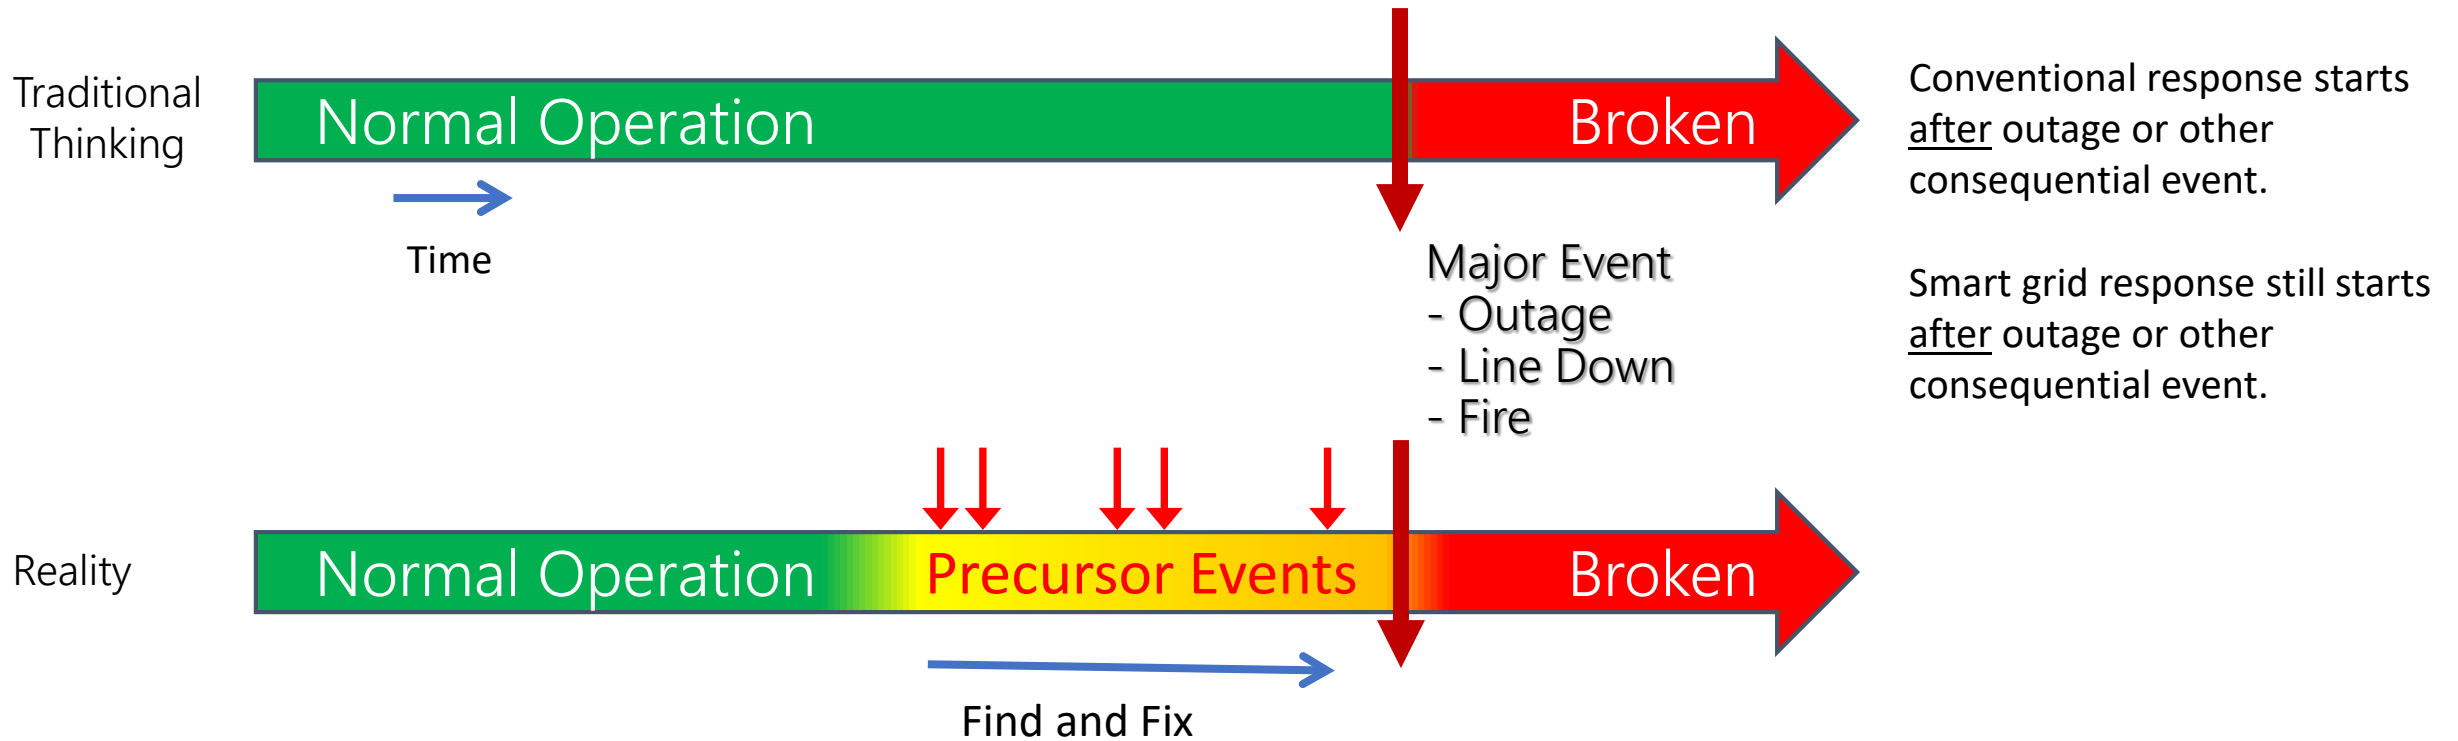 Traditional
Thinking
Normal Operation
Broken
Time
Conventional response starts
after outage or other
consequential event.
Major Event
- Outage
- Line Down
- Fire
Smart grid response still starts
after outage or other
consequential event.
Reality
Normal Operation
Precursor Events
Broken
Find and Fix